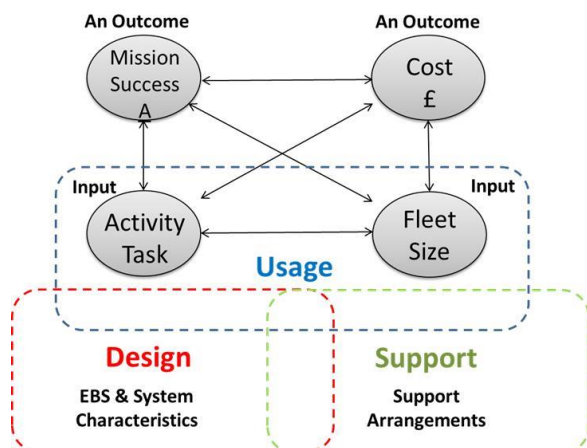 An Outcome
An Outcome
Mission
Success
A
Cost
£
Input
Input
Activity
Task
Fleet
Size
Usage
Design
Support
EBS & System
Characteristics
Support
Arrangements